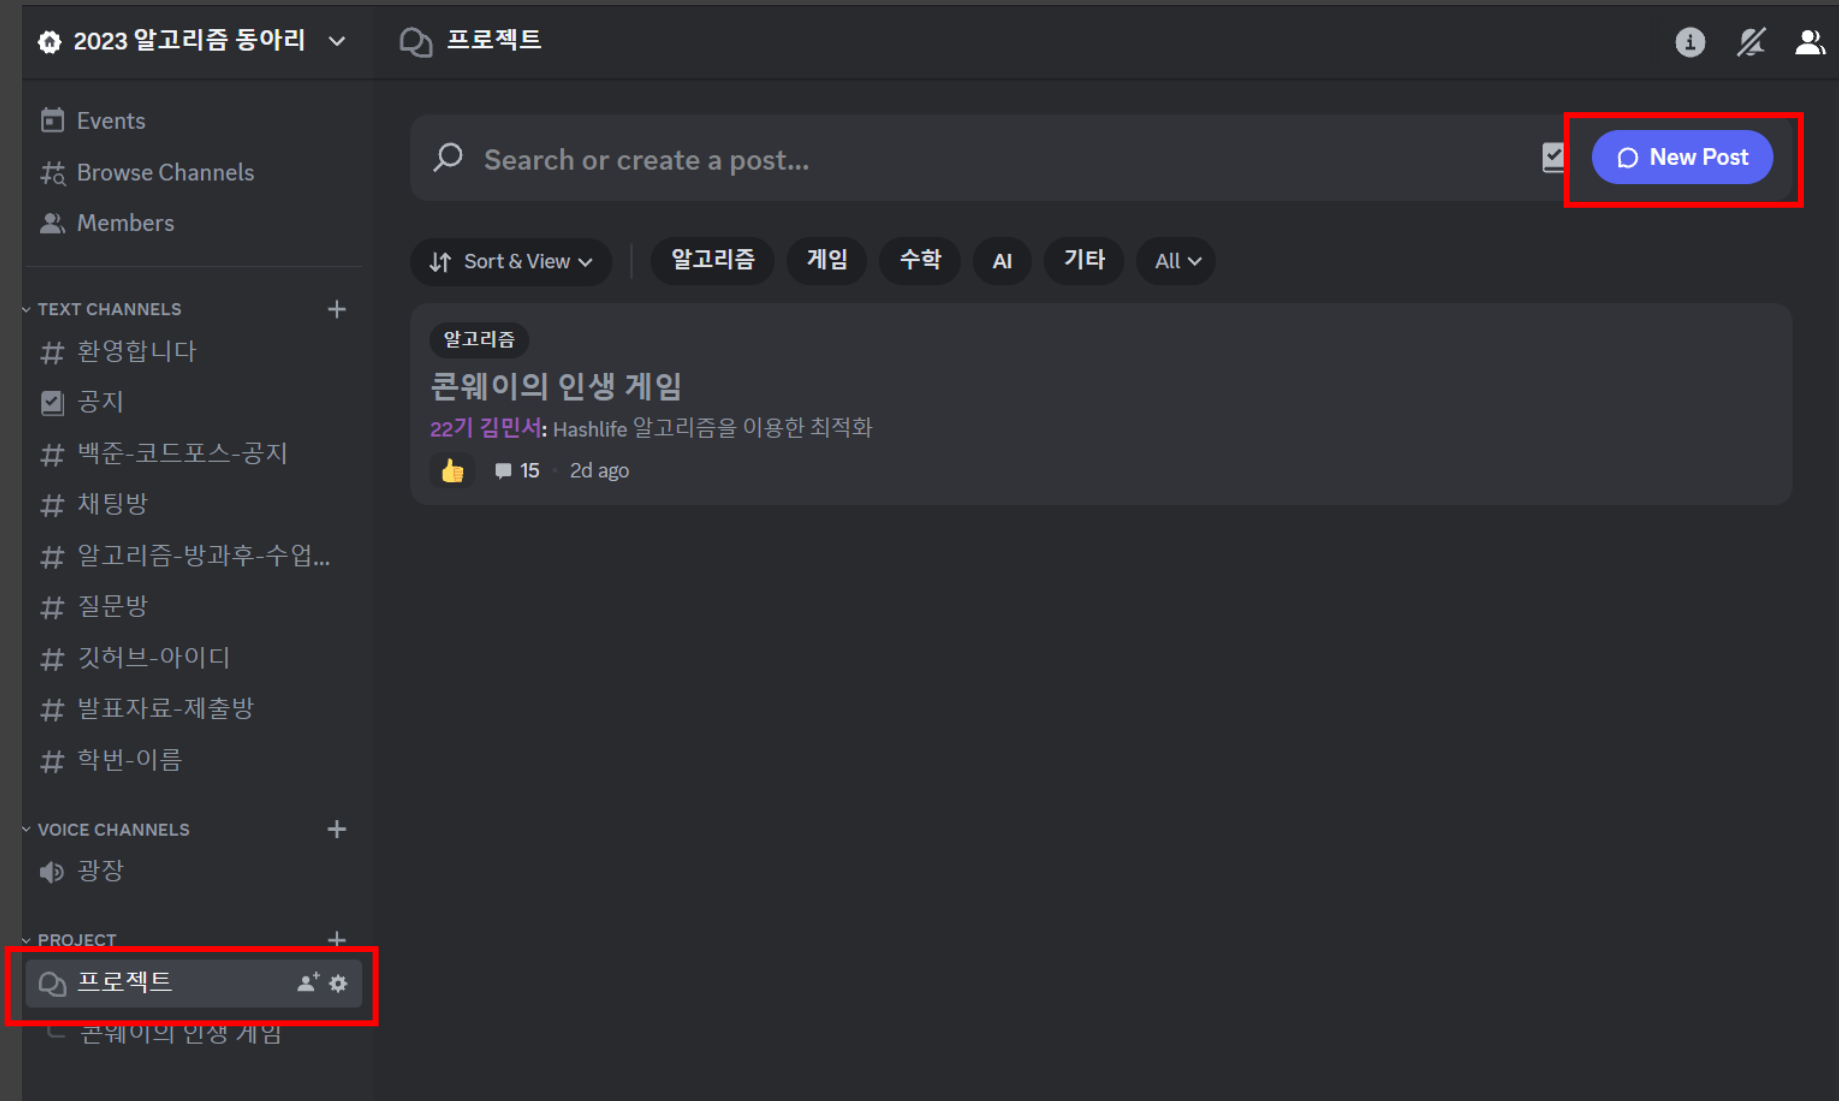 2023 알고리즘 동아리
Events
Browse Channels
Members
TEXT CHANNELS
환영합니다
공지
백준-코드포스-공지
채팅방
알고리즘-방과후-수업...
질문방
깃허브-아이디
발표자료-제출방
학번-이름
VOICE CHANNELS
광장
PROJECT
프로젝트
콘웨이의 인생 게임
프로젝트
Search or create a post...
New Post
Sort & View
알고리즘
게임
수학
AI
기타
All
알고리즘
콘웨이의 인생 게임
22기 김민서: Hashlife 알고리즘을 이용한 최적화
15 2d ago